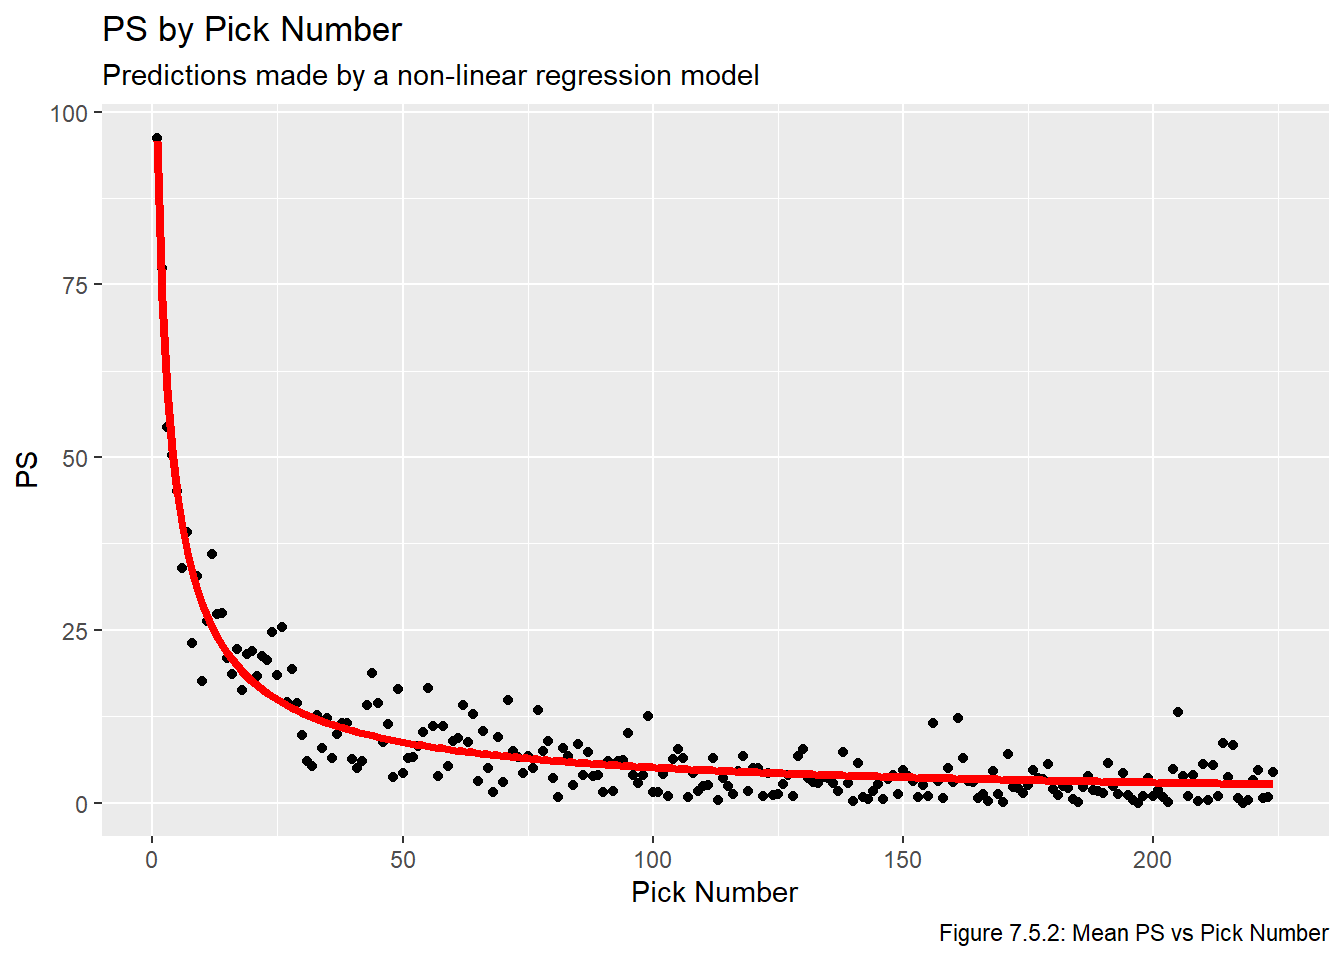 PS by Pick Number
Predictions made by a non-linear regression model
100
75
50
25
0
PS
0 50 100 150 200
Pick Number
Figure 7.5.2: Mean PS vs Pick Number